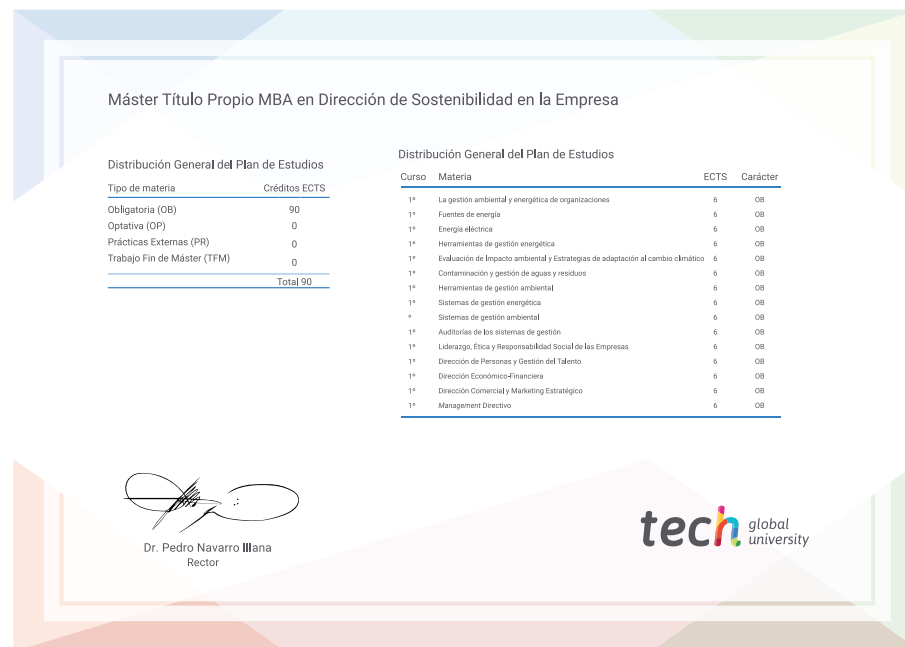 Máster Título Propio MBA en Dirección de Sostenibilidad en la Empresa
Distribución General del Plan de Estudios
Tipo de materia Créditos ECTS
Obligatoria (OB) 90
Optativa (OP) 0
Prácticas Externas (PR) 0
Trabajo Fin de Máster (TFM) 0
Total 90
Distribución General del Plan de Estudios
Curso Materia ECTS Carácter
1º La gestión ambiental y energética de organizaciones 6 OB
1º Fuentes de energía 6 OB
1º Energía eléctrica 6 OB
1º Herramientas de gestión energética 6 OB
1º Evaluación de Impacto ambiental y Estrategias de adaptación al cambio climático 6 OB
1º Contaminación y gestión de aguas y residuos 6 OB
1º Herramientas de gestión ambiental 6 OB
1º Sistemas de gestión energética 6 OB
º Sistemas de gestión ambiental 6 OB
1º Auditorías de los sistemas de gestión 6 OB
1º Liderazgo, Ética y Responsabilidad Social de las Empresas 6 OB
1º Dirección de Personas y Gestión del Talento 6 OB
1º Dirección Económico-Financiera 6 OB
1º Dirección Comercial y Marketing Estratégico 6 OB
1º Management Directivo 6 OB
Dr. Pedro Navarro Illana
Rector
tech global university